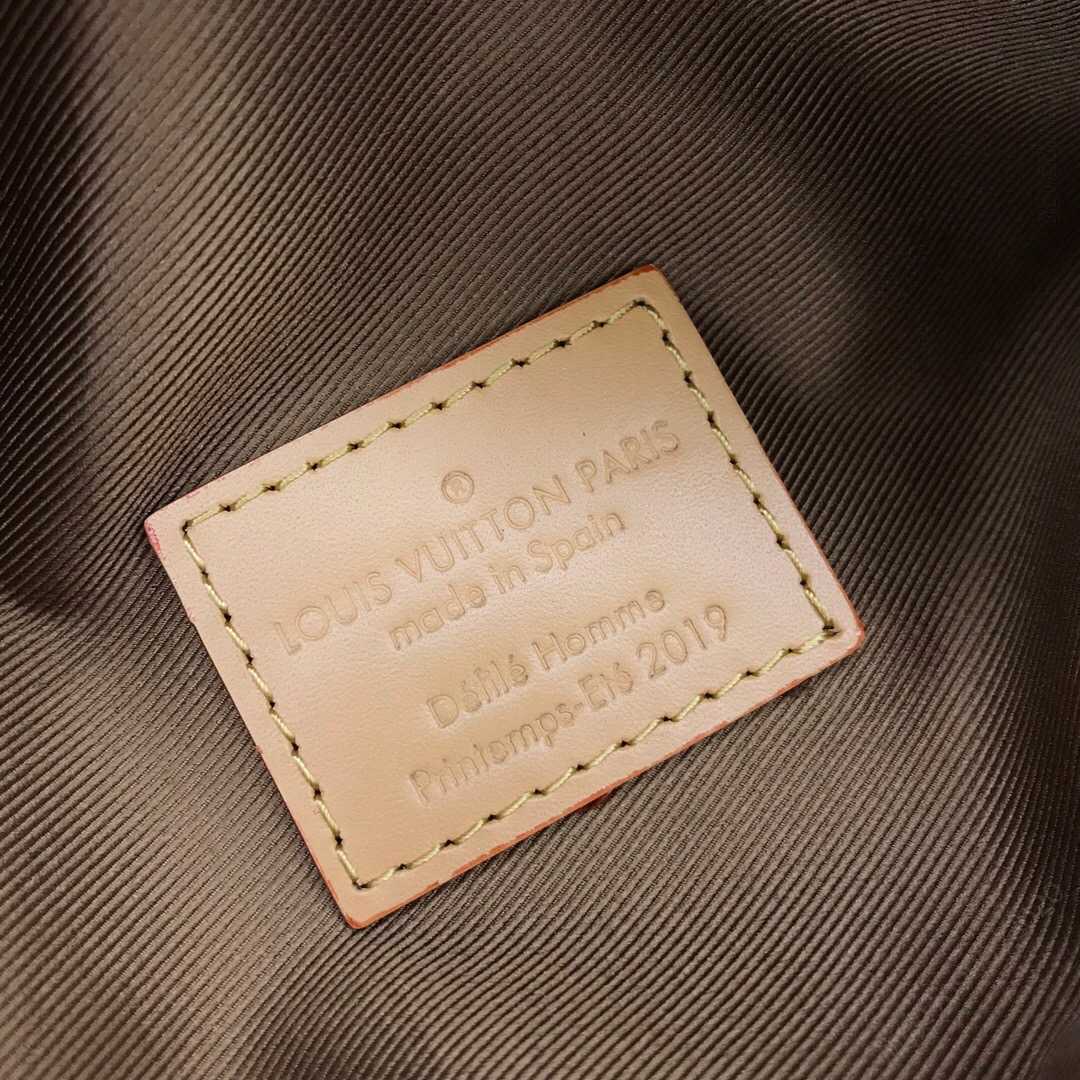 ®
LOUIS VUITTON PARIS
made in Spain
Défilé Homme
Printemps-Eté 2019